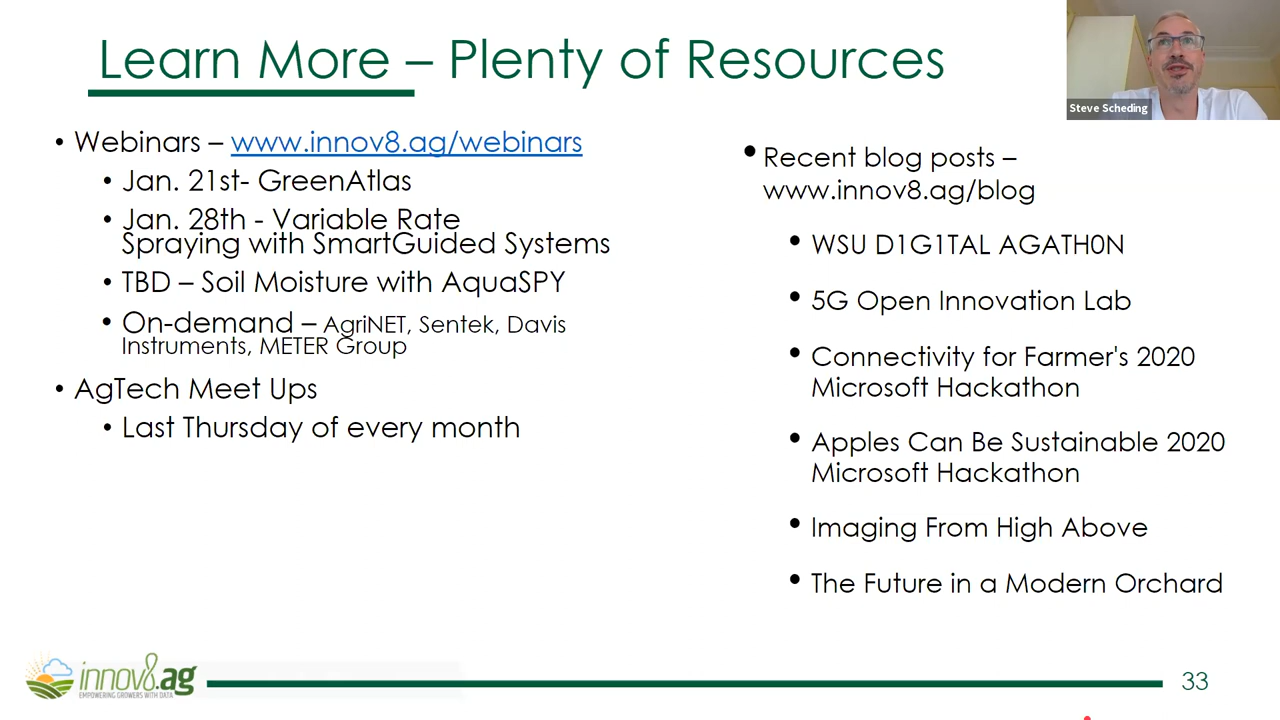 Learn More – Plenty of Resources
Steve Scheding
• Webinars – www.innov8.ag/webinars
• Jan. 21st- GreenAtlas
• Jan. 28th - Variable Rate
Spraying with SmartGuided Systems
• TBD – Soil Moisture with AquaSPY
• On-demand – AgriNET, Sentek, Davis
Instruments, METER Group
• AgTech Meet Ups
• Last Thursday of every month
• Recent blog posts –
www.innov8.ag/blog
• WSU D1G1TAL AGATH0N
• 5G Open Innovation Lab
• Connectivity for Farmer's 2020
Microsoft Hackathon
• Apples Can Be Sustainable 2020
Microsoft Hackathon
• Imaging From High Above
• The Future in a Modern Orchard
innov8.ag
EMPOWERING GROWERS WITH DATA
33